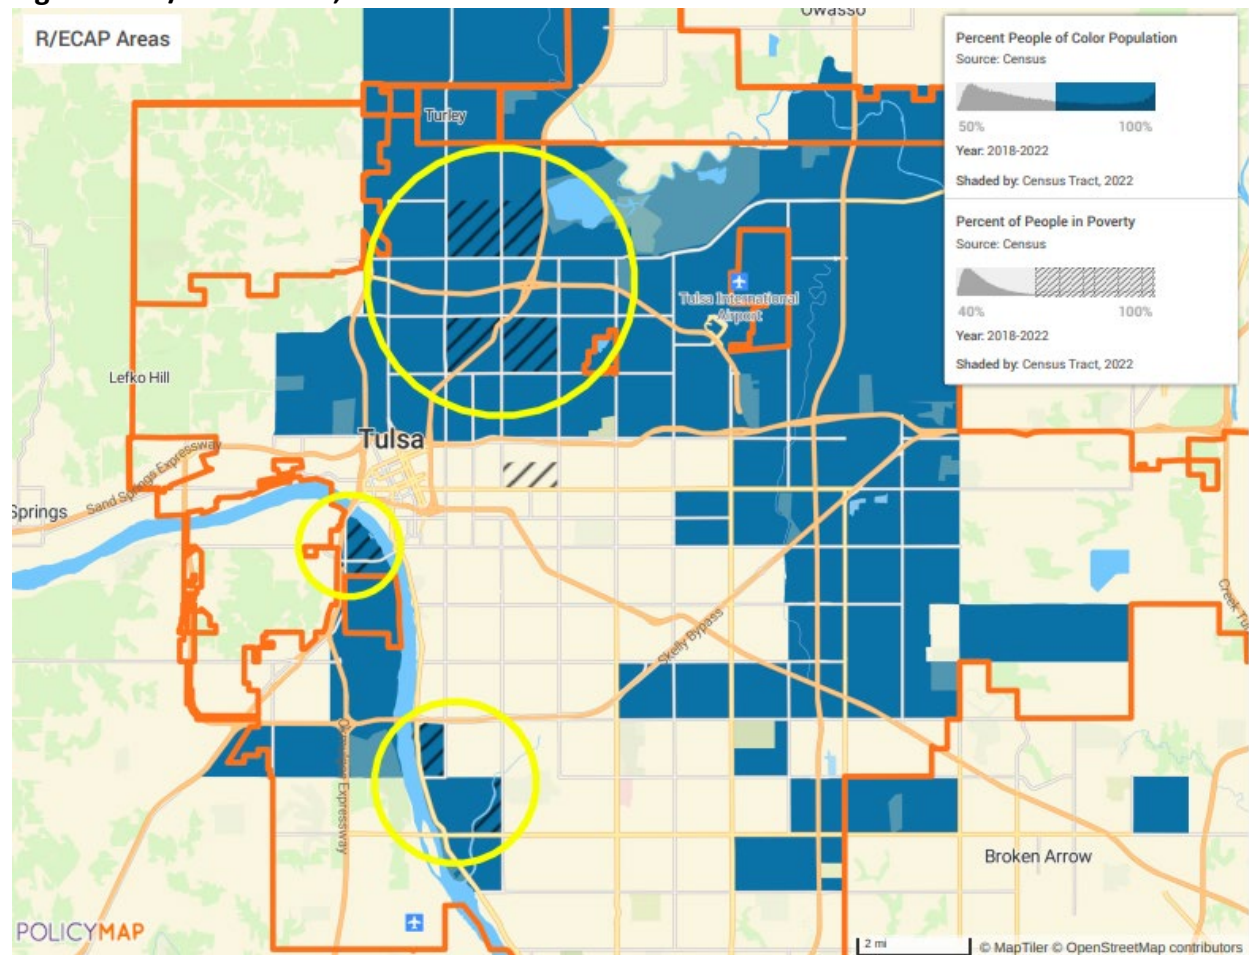 R/ECAP Areas
Owasso
Turley
Percent People of Color Population
Source: Census
50% 100%
Year: 2018-2022
Shaded by: Census Tract, 2022
Percent of People in Poverty
Source: Census
40% 100%
Year: 2018-2022
Shaded by: Census Tract, 2022
Tulsa International
Airport
Lefko Hill
Tulsa
Sand Springs Expressway
Springs
Skelly Bypass
Expressway
Broken Arrow
POLICYMAP
2 mi
© MapTiler © OpenStreetMap contributors